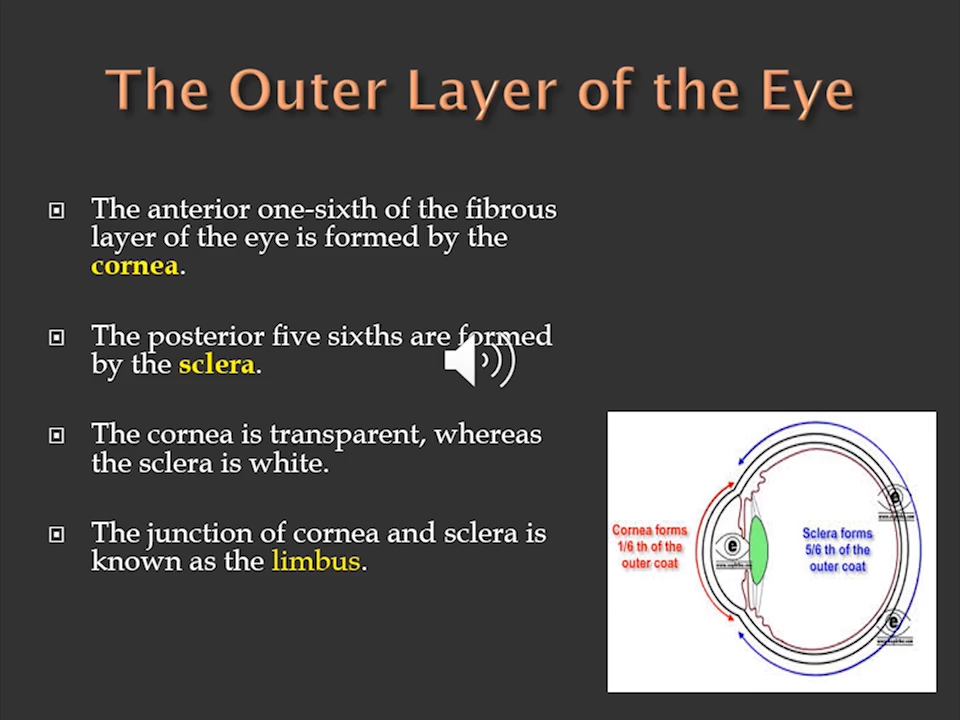 The Outer Layer of the Eye
The anterior one-sixth of the fibrous
layer of the eye is formed by the
cornea.
The posterior five sixths are formed
by the sclera.
The cornea is transparent, whereas
the sclera is white.
The junction of cornea and sclera is
known as the limbus.
Cornea forms
1/6 th of the
outer coat
Sclera forms
5/6 th of the
outer coat
e
e
e